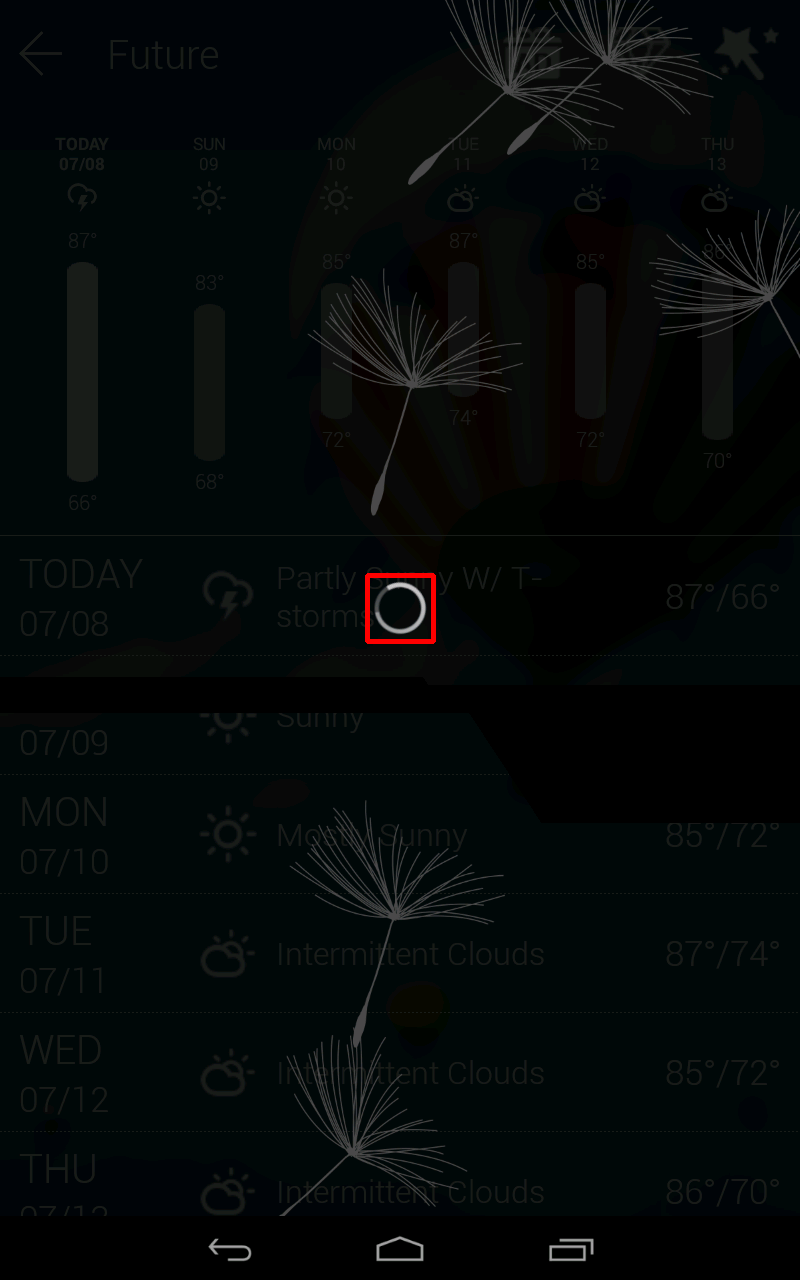 Future
TODAY SUN MON TUE WED THU
07/08 09 10 11 12 13
87° 83° 85° 87° 85° 86°
66° 68° 72° 74° 72° 70°
TODAY
07/08
Partly Sunny W/ T-
storms
87°/66°
07/09
Sunny
MON
07/10
Mostly Sunny
85°/72°
TUE
07/11
Intermittent Clouds
87°/74°
WED
07/12
Intermittent Clouds
85°/72°
THU
Intermittent Clouds
86°/70°